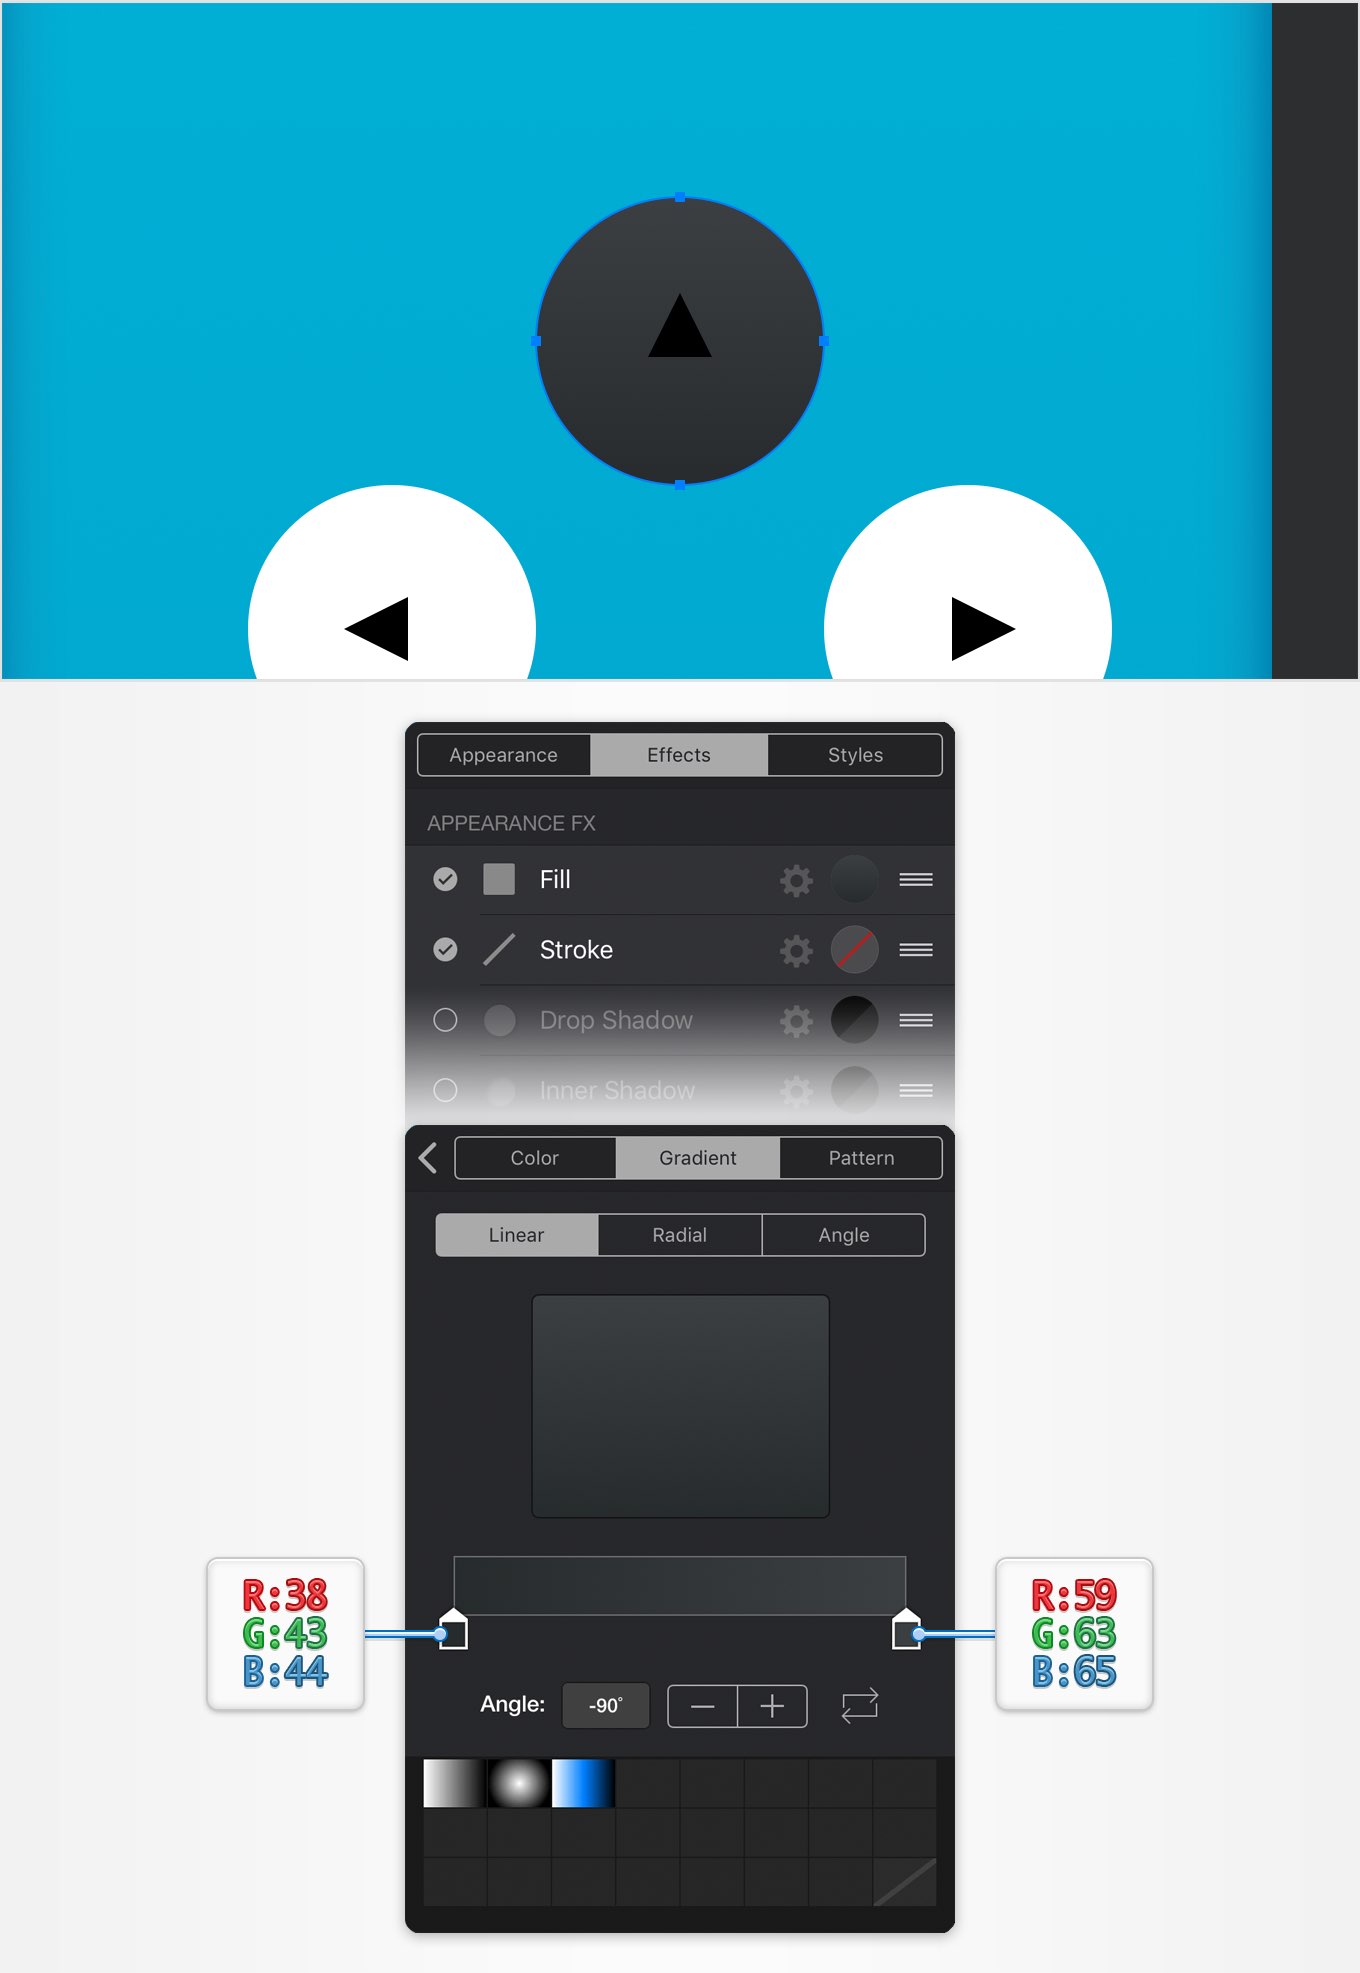 Appearance Effects Styles
APPEARANCE FX
Fill
Stroke
Drop Shadow
Inner Shadow
Color Gradient Pattern
Linear Radial Angle
R:38
G:43
B:44
R:59
G:63
B:65
Angle: -90°